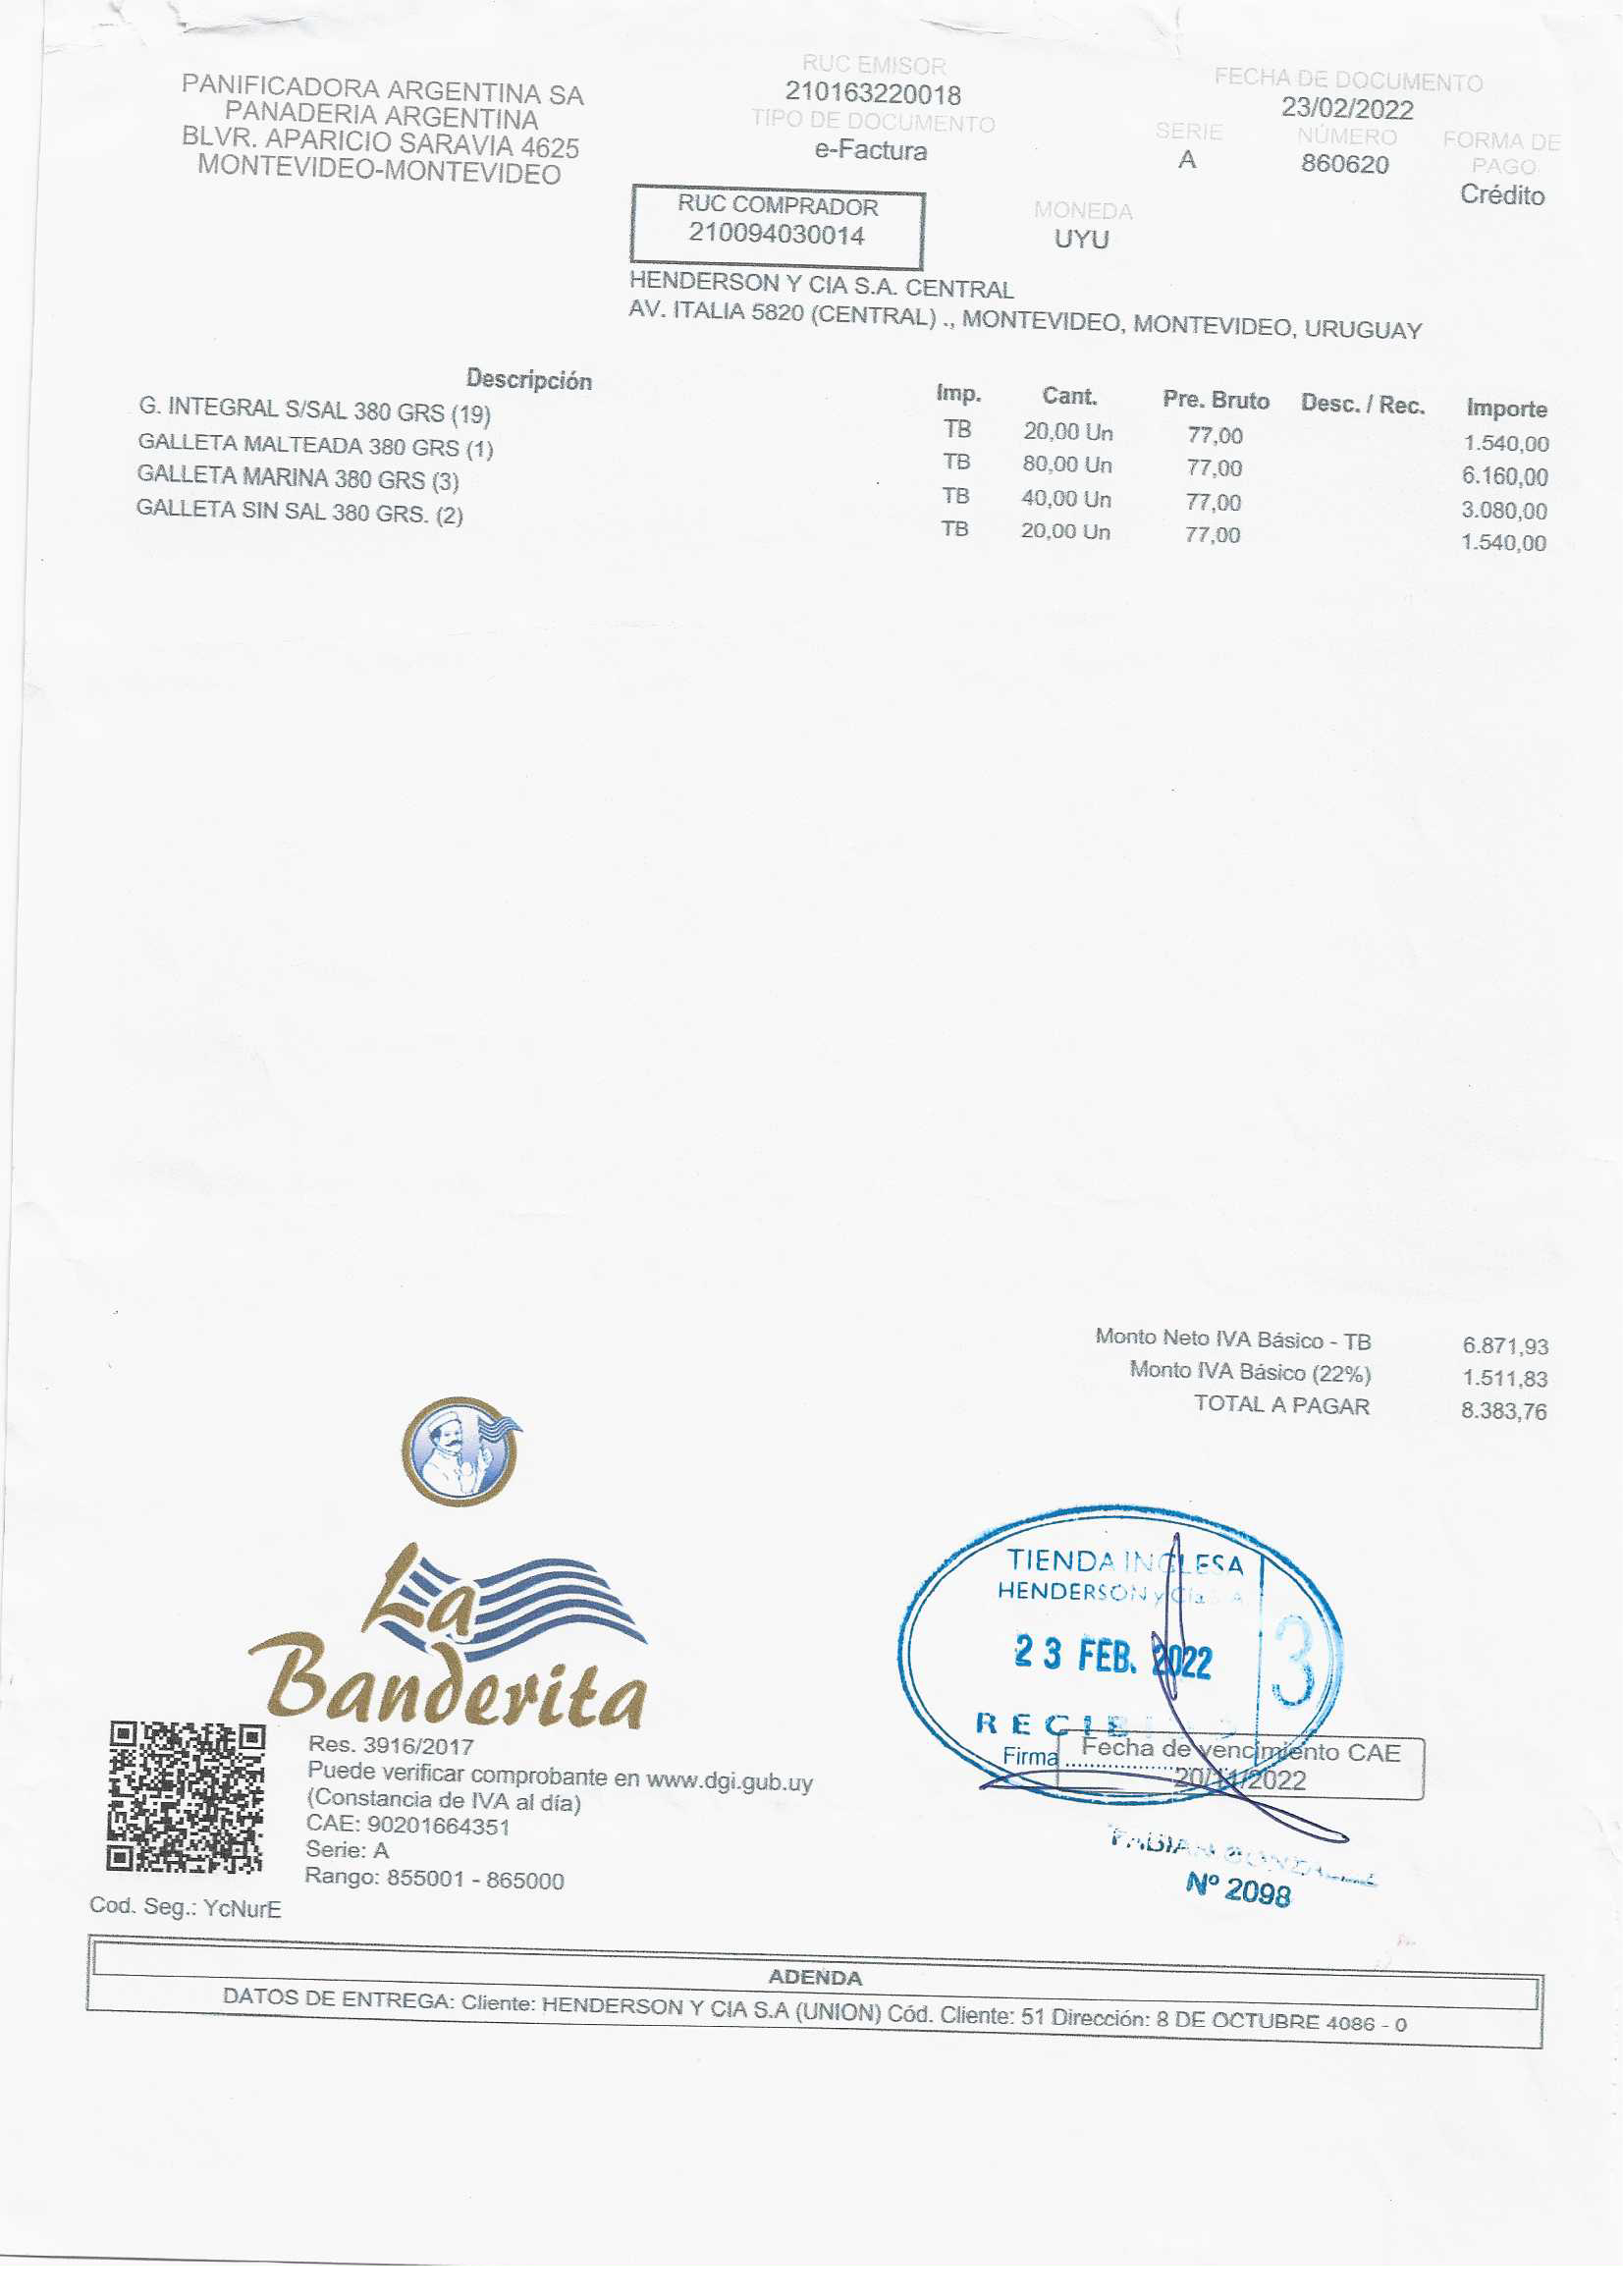 PANIFICADORA ARGENTINA SA
PANADERIA ARGENTINA
BLVR. APARICIO SARAVIA 4625
MONTEVIDEO-MONTEVIDEO
RUC EMISOR
210163220018
TIPO DE DOCUMENTO
e-Factura
FECHA DE DOCUMENTO
23/02/2022
SERIE NÚMERO FORMA DE PAGO
A 860620 Crédito
RUC COMPRADOR
210094030014
MONEDA
UYU
HENDERSON Y CIA S.A. CENTRAL
AV. ITALIA 5820 (CENTRAL) ., MONTEVIDEO, MONTEVIDEO, URUGUAY
Descripción Imp. Cant. Pre. Bruto Desc. / Rec. Importe
G. INTEGRAL S/SAL 380 GRS (19) TB 20,00 Un 77,00 1.540,00
GALLETA MALTEADA 380 GRS (1) TB 80,00 Un 77,00 6.160,00
GALLETA MARINA 380 GRS (3) TB 40,00 Un 77,00 3.080,00
GALLETA SIN SAL 380 GRS. (2) TB 20,00 Un 77,00 1.540,00
Monto Neto IVA Básico - TB 6.871,93
Monto IVA Básico (22%) 1.511,83
TOTAL A PAGAR 8.383,76
La
Banderita
TIENDA INGLESA
HENDERSON y Cía
23 FEB. 2022
3
RECIBIDO
Firma
Fecha de vencimiento CAE
20/11/2022
Nº 2098
Res. 3916/2017
Puede verificar comprobante en www.dgi.gub.uy
(Constancia de IVA al día)
CAE: 90201664351
Serie: A
Rango: 855001 - 865000
Cod. Seg.: YcNurE
ADENDA
DATOS DE ENTREGA: Cliente: HENDERSON Y CIA S.A (UNION) Cód. Cliente: 51 Dirección: 8 DE OCTUBRE 4086 - 0